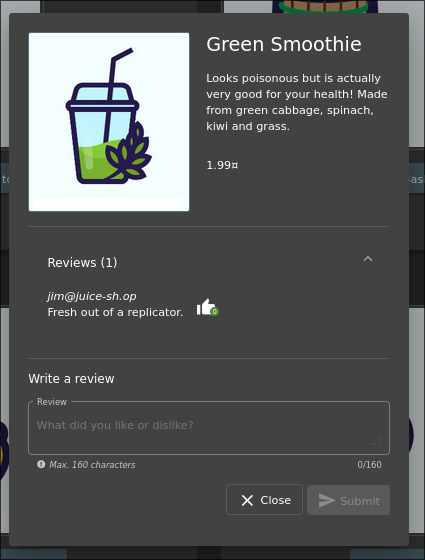 Green Smoothie
Looks poisonous but is actually
very good for your health! Made
from green cabbage, spinach,
kiwi and grass.
1.99¤
Reviews (1)
jim@juice-sh.op
Fresh out of a replicator.
0
Write a review
Review
What did you like or dislike?
Max. 160 characters
0/160
Close
Submit